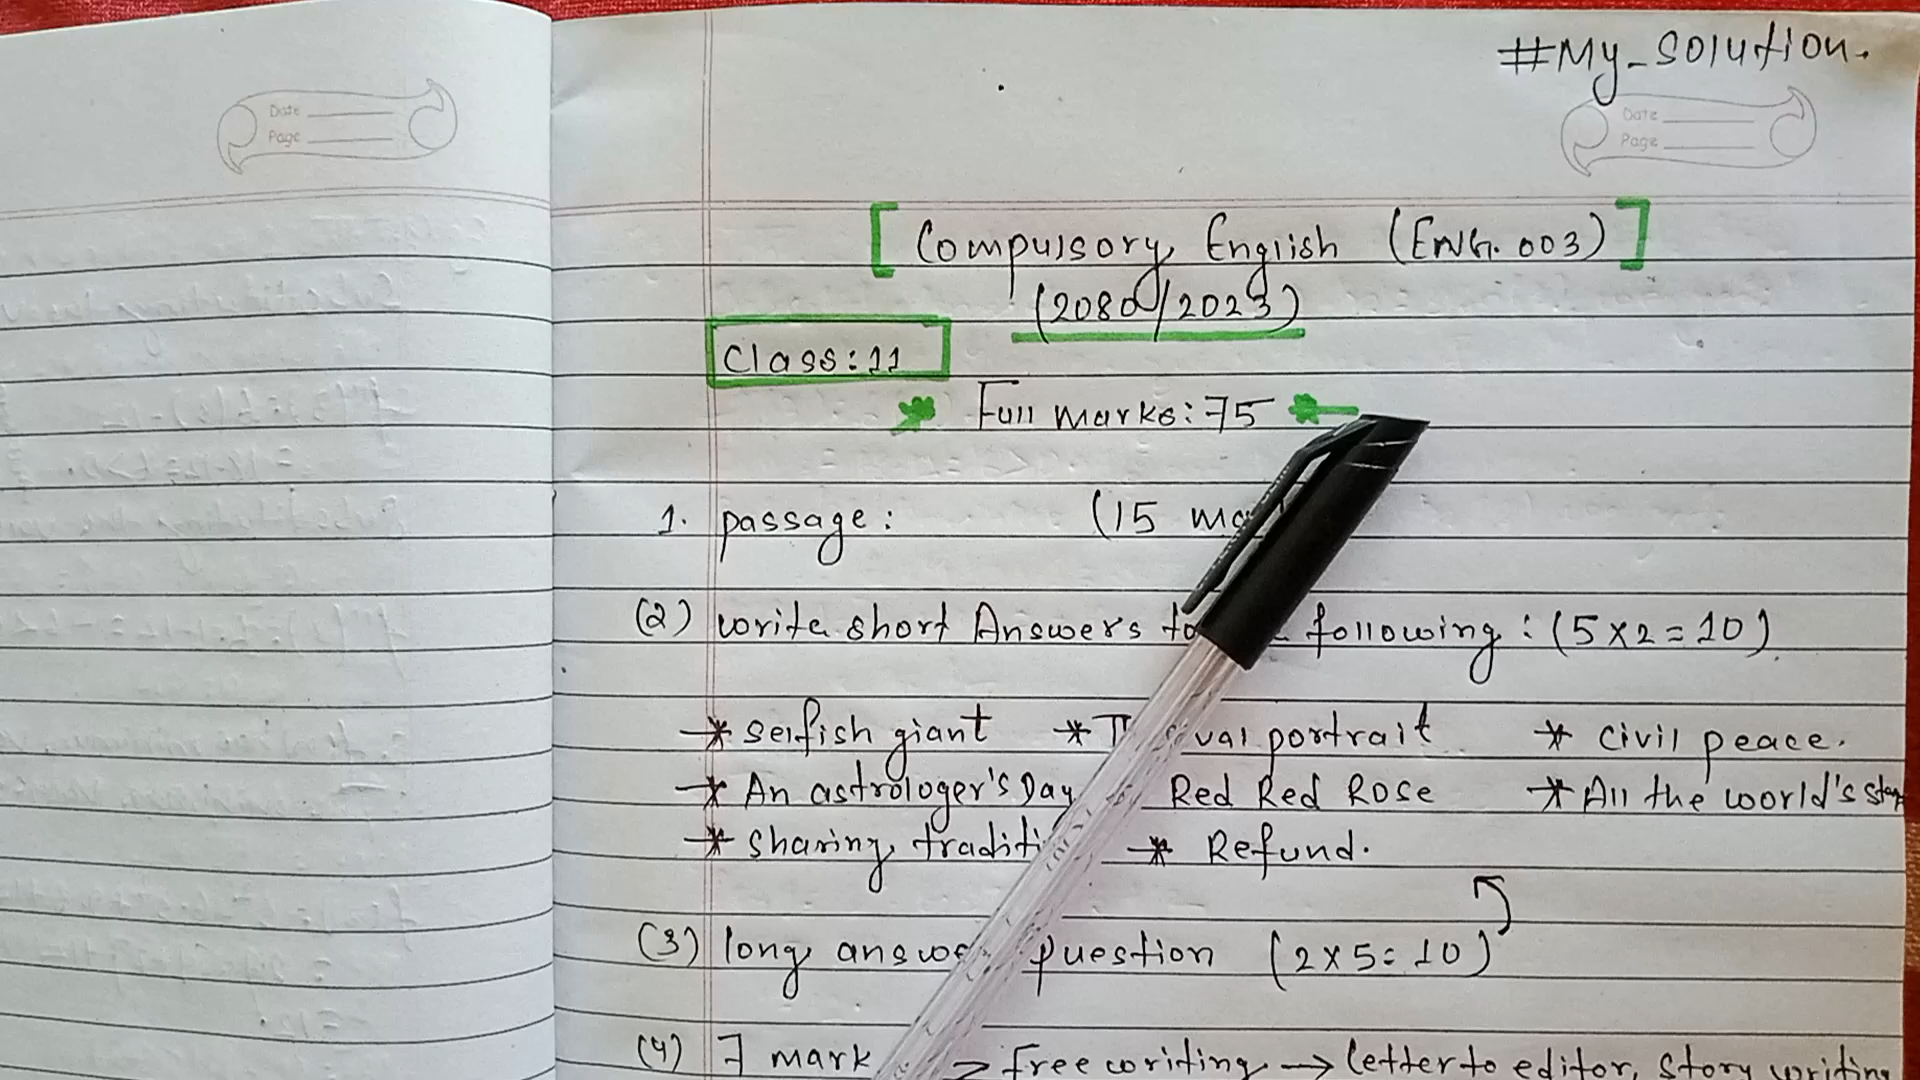 #My_solution.
Date
Page
Date
Page
[Compulsory English (ENG. 003)]
(2080/2023)
Class: 11
* Full marks: 75 *
1. passage: (15
(2) write short Answers following: (5x2=10)
* selfish giant * portrait * civil peace.
* An astrologer's Day Red Red Rose * All the world's
* sharing * Refund.
(3) long question (2x5=10)
(4) 7 mark Free writing → letter to editor, story writing